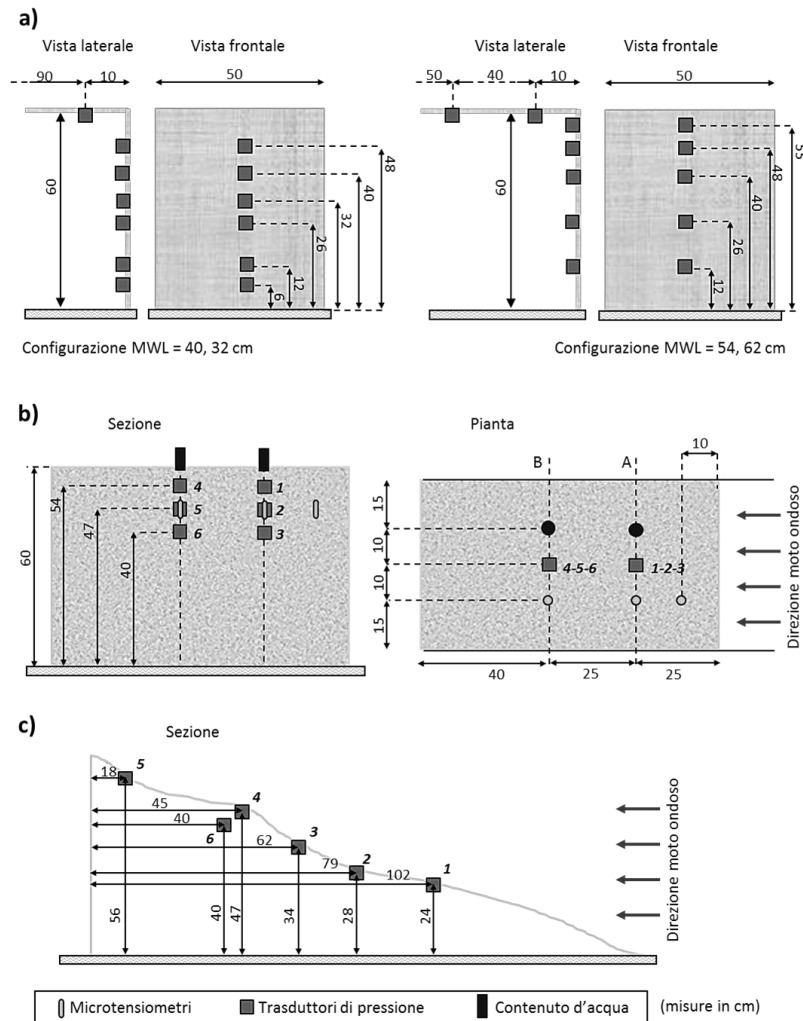 a)
Vista laterale Vista frontale Vista laterale Vista frontale
90 10 50 50 40 10 50
60 6 12 26 32 40 48 60 12 26 40 48 55
Configurazione MWL = 40, 32 cm Configurazione MWL = 54, 62 cm
b) Sezione Pianta
B A 10
60 54 47 40
4 1
5 2
6 3
15 10 10 15
4-5-6 1-2-3
Direzione moto ondoso
40 25 25
c) Sezione
18 5
45 4
40 6
62 3
79 2
102 1
56 40 47 34 28 24
Direzione moto ondoso
Microtensiometri Trasduttori di pressione Contenuto d'acqua (misure in cm)